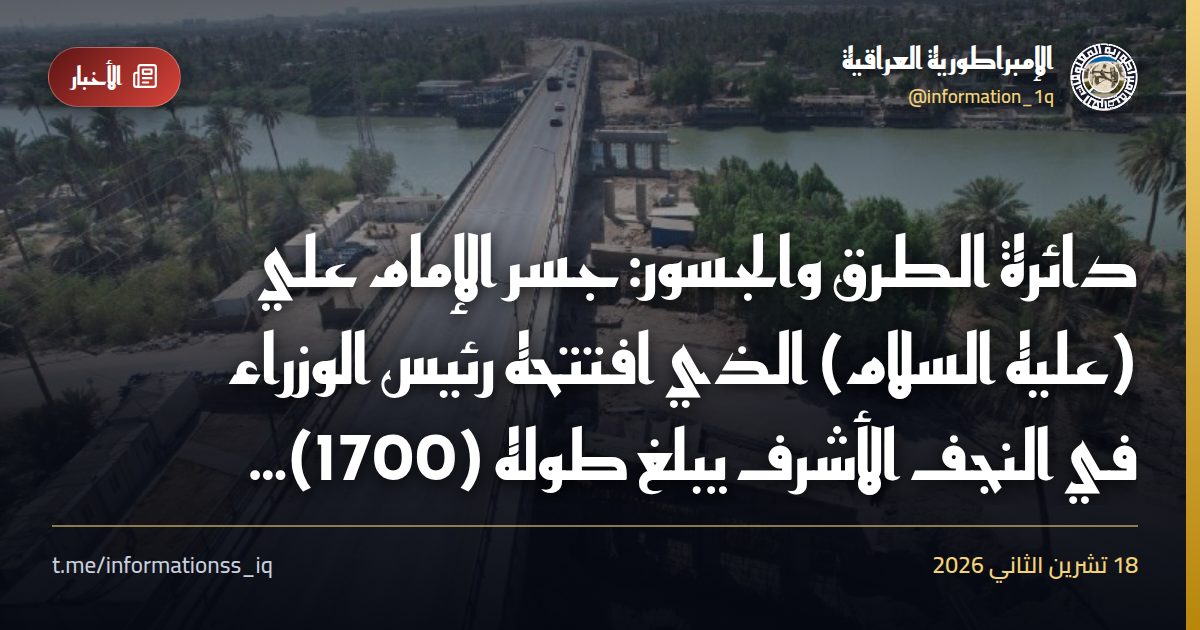 الإمبراطورية العراقية
@information_1q
الأخبار
دائرة الطرق والجسور: جسر الإمام علي
(عليه السلام) الذي افتتحه رئيس الوزراء
في النجف الأشرف يبلغ طوله (1700)...
18 تشرين الثاني 2026
t.me/informationss_iq